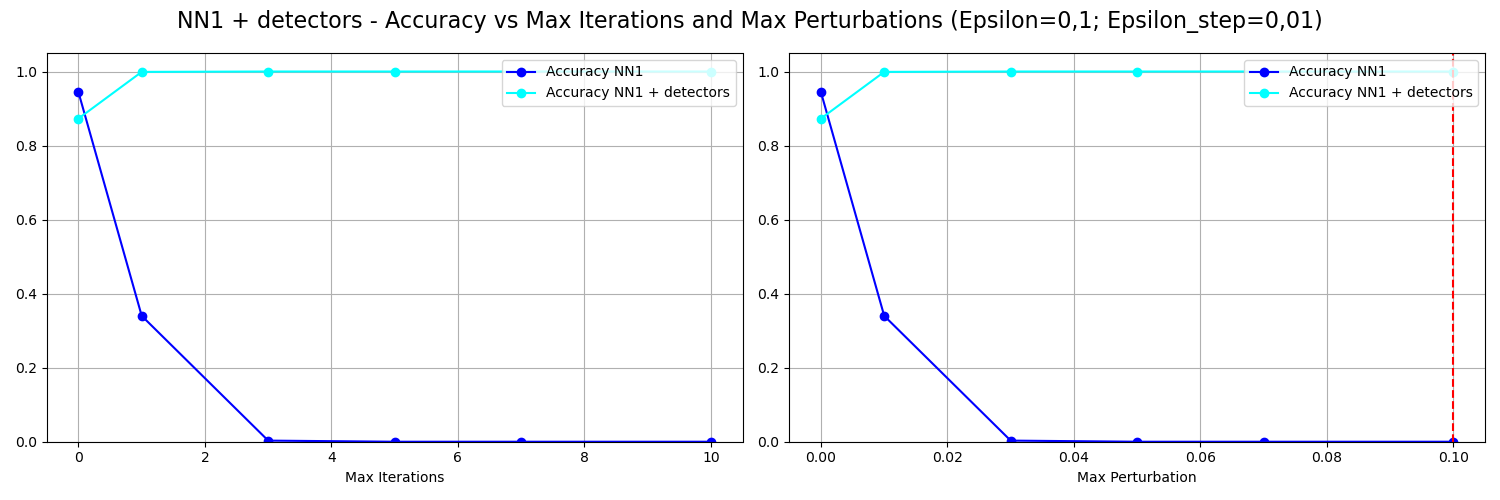 NN1 + detectors - Accuracy vs Max Iterations and Max Perturbations (Epsilon=0,1; Epsilon_step=0,01)
1.0
0.8
0.6
0.4
0.2
0.0
0 2 4 6 8 10
Max Iterations
Accuracy NN1
Accuracy NN1 + detectors
1.0
0.8
0.6
0.4
0.2
0.0
0.00 0.02 0.04 0.06 0.08 0.10
Max Perturbation
Accuracy NN1
Accuracy NN1 + detectors